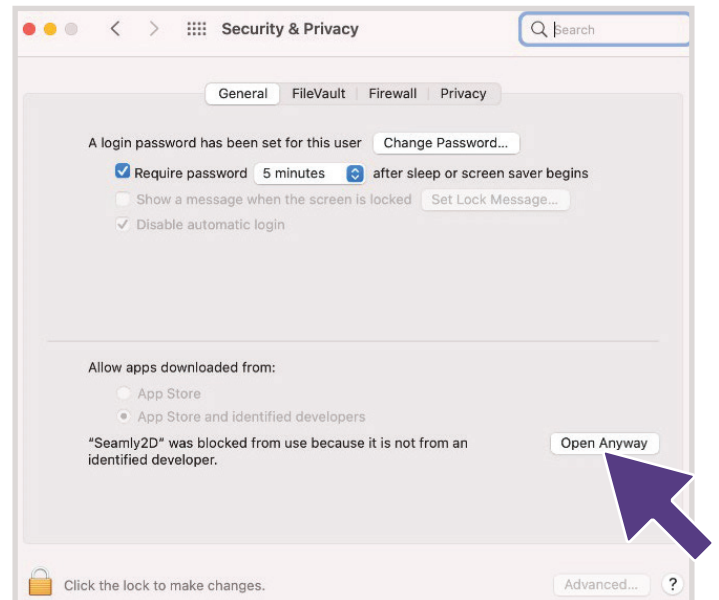 Security & Privacy
Search
General FileVault Firewall Privacy
A login password has been set for this user Change Password...
Require password 5 minutes after sleep or screen saver begins
Show a message when the screen is locked Set Lock Message...
Disable automatic login
Allow apps downloaded from:
App Store
App Store and identified developers
“Seamly2D” was blocked from use because it is not from an
identified developer.
Open Anyway
Click the lock to make changes.
Advanced... ?